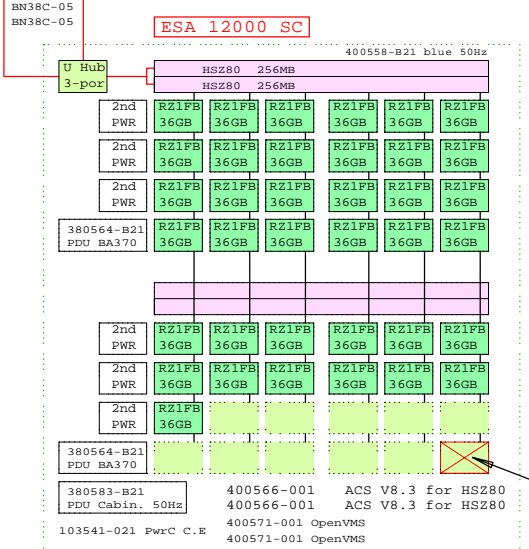 BN38C-05
BN38C-05
ESA 12000 SC
400558-B21 blue 50Hz
U Hub
3-por
HSZ80 256MB
HSZ80 256MB
2nd RZ1FB RZ1FB RZ1FB RZ1FB RZ1FB RZ1FB
PWR 36GB 36GB 36GB 36GB 36GB 36GB
2nd RZ1FB RZ1FB RZ1FB RZ1FB RZ1FB RZ1FB
PWR 36GB 36GB 36GB 36GB 36GB 36GB
2nd RZ1FB RZ1FB RZ1FB RZ1FB RZ1FB RZ1FB
PWR 36GB 36GB 36GB 36GB 36GB 36GB
380564-B21 RZ1FB RZ1FB RZ1FB RZ1FB RZ1FB RZ1FB
PDU BA370 36GB 36GB 36GB 36GB 36GB 36GB
2nd RZ1FB RZ1FB RZ1FB RZ1FB RZ1FB RZ1FB
PWR 36GB 36GB 36GB 36GB 36GB 36GB
2nd RZ1FB RZ1FB RZ1FB RZ1FB RZ1FB RZ1FB
PWR 36GB 36GB 36GB 36GB 36GB 36GB
2nd RZ1FB
PWR 36GB
380564-B21
PDU BA370
380583-B21
PDU Cabin. 50Hz
400566-001 ACS V8.3 for HSZ80
400566-001 ACS V8.3 for HSZ80
103541-021 PwrC C.E
400571-001 OpenVMS
400571-001 OpenVMS